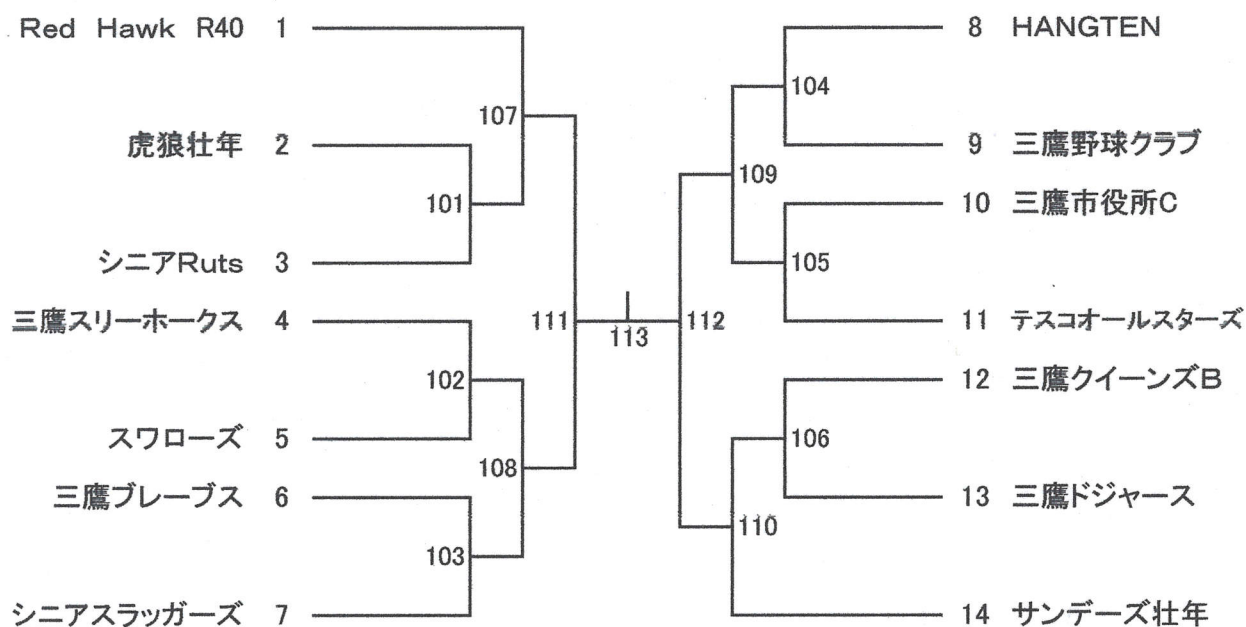 Red Hawk R40 1
107
虎狼壮年 2
101
シニアRuts 3
三鷹スリーホークス 4
111
102
スワローズ 5
108
三鷹ブレーブス 6
103
シニアスラッガーズ 7
113
8 HANGTEN
104
9 三鷹野球クラブ
109
10 三鷹市役所C
105
112
11 テスコオールスターズ
12 三鷹クイーンズB
106
13 三鷹ドジャース
110
14 サンデーズ壮年